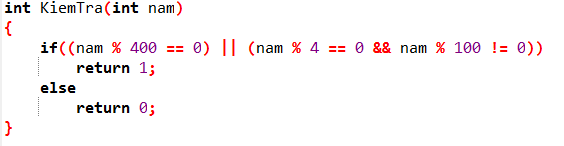 int KiemTra(int nam)
{
    if((nam % 400 == 0) || (nam % 4 == 0 && nam % 100 != 0))
        return 1;
    else
        return 0;
}